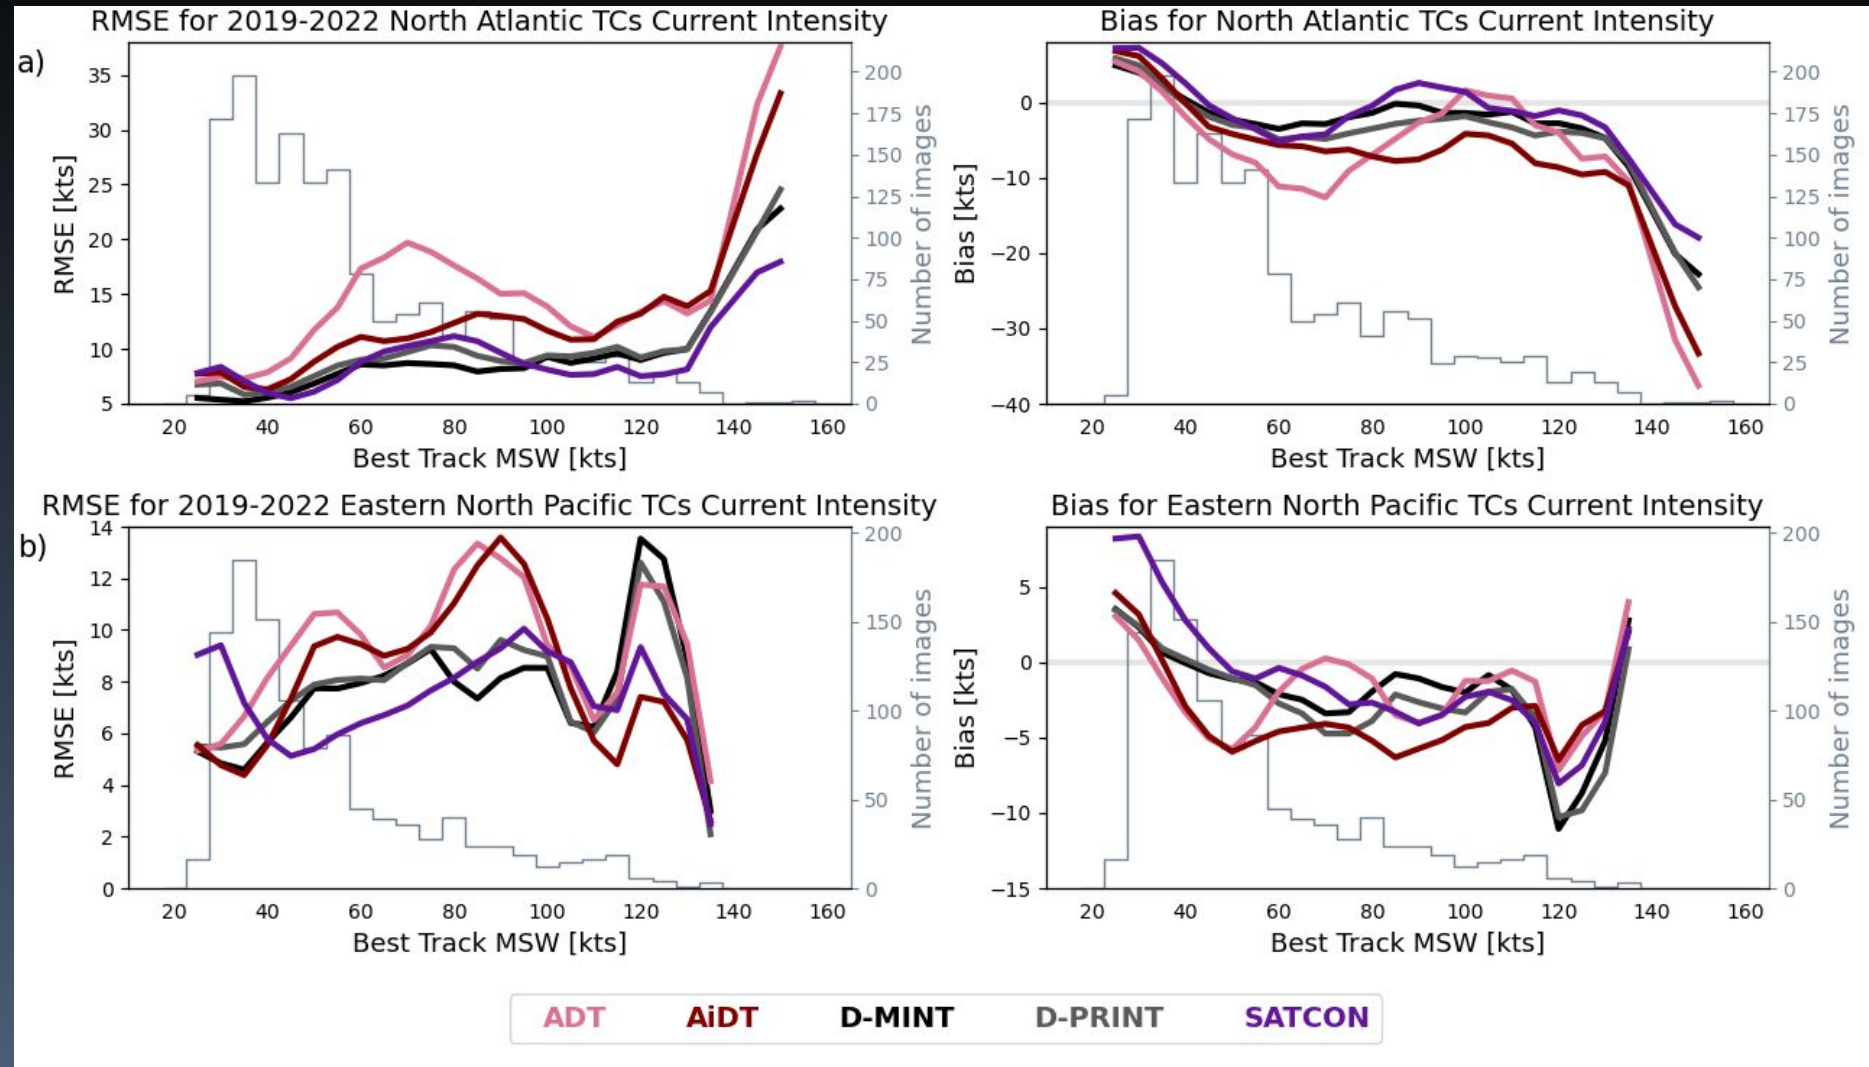 RMSE for 2019-2022 North Atlantic TCs Current Intensity
Bias for North Atlantic TCs Current Intensity
a)
35
30
25
20
15
10
5
RMSE [kts]
200
175
150
125
100
75
50
25
0
Number of images
20 40 60 80 100 120 140 160
Best Track MSW [kts]
0
−10
−20
−30
−40
Bias [kts]
200
175
150
125
100
75
50
25
0
Number of images
20 40 60 80 100 120 140 160
Best Track MSW [kts]
RMSE for 2019-2022 Eastern North Pacific TCs Current Intensity
Bias for Eastern North Pacific TCs Current Intensity
b)
14
12
10
8
6
4
2
0
RMSE [kts]
200
150
100
50
0
Number of images
20 40 60 80 100 120 140 160
Best Track MSW [kts]
5
0
−5
−10
−15
Bias [kts]
200
150
100
50
0
Number of images
20 40 60 80 100 120 140 160
Best Track MSW [kts]
ADT AiDT D-MINT D-PRINT SATCON